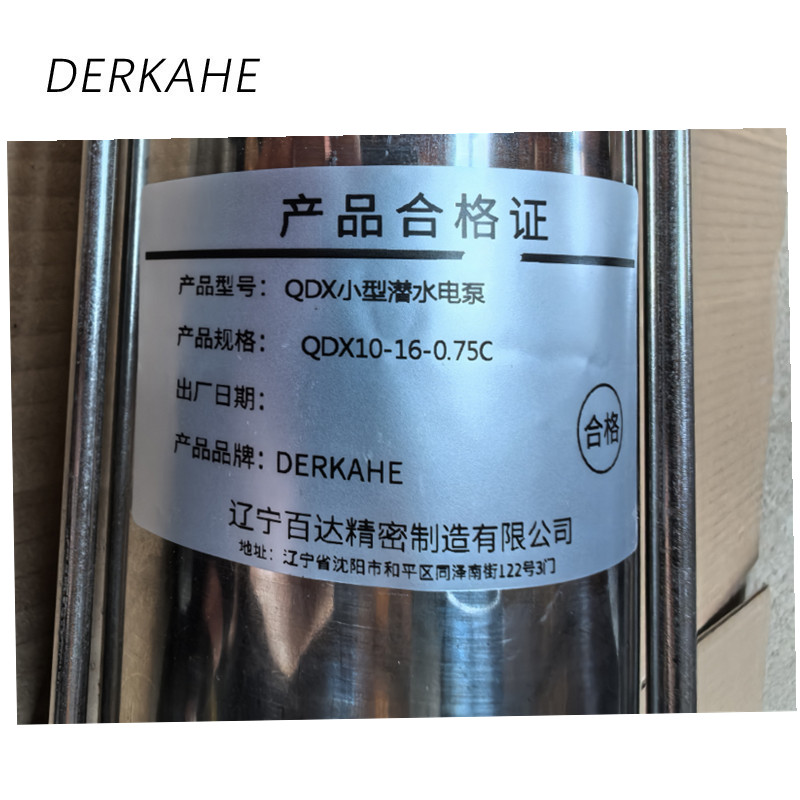 DERKAHE
产品合格证
产品型号: QDX小型潜水电泵
产品规格: QDX10-16-0.75C
出厂日期:
合格
产品品牌: DERKAHE
辽宁百达精密制造有限公司
地址: 辽宁省沈阳市和平区同泽南街122号3门